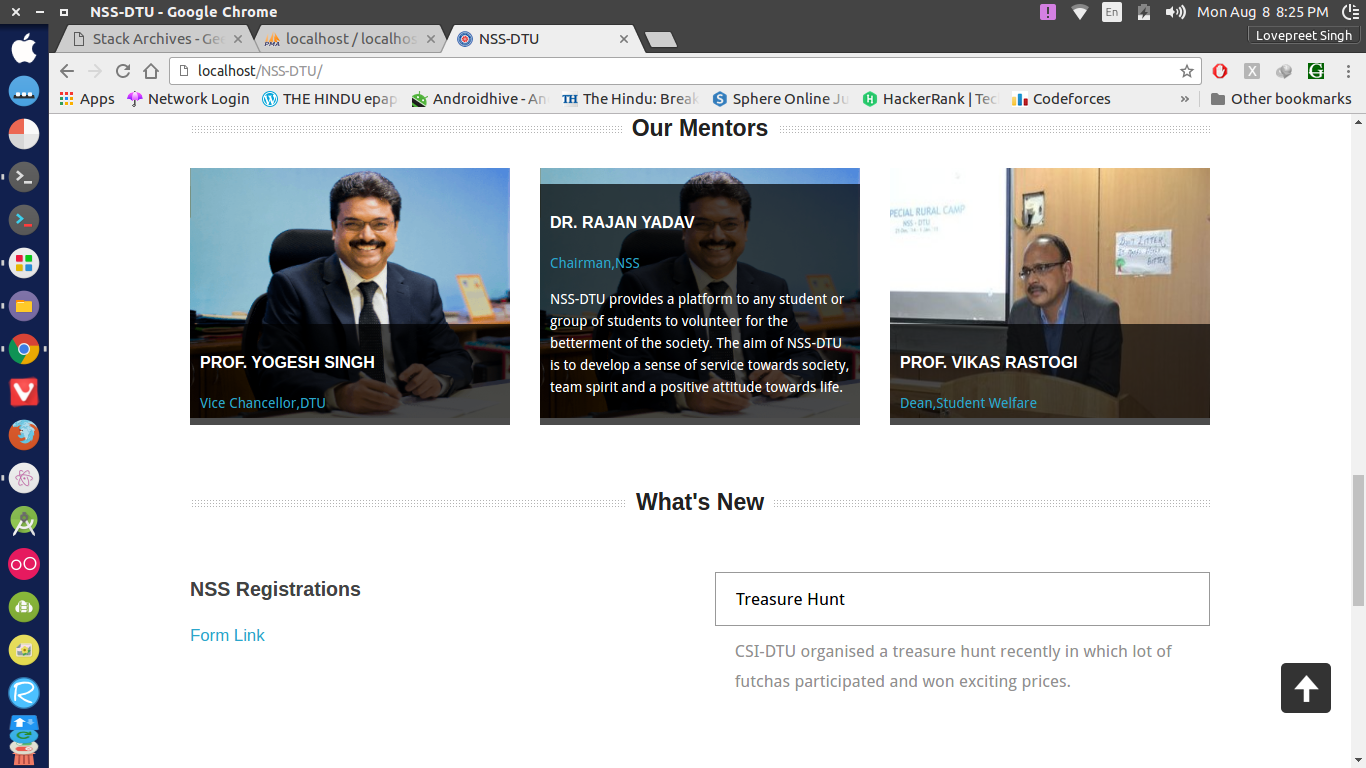 NSS-DTU - Google Chrome
En
Mon Aug 8 8:25 PM
Stack Archives - Ge
localhost / localhos
NSS-DTU
Lovepreet Singh
localhost/NSS-DTU/
Apps
Network Login
THE HINDU epap
Androidhive - An
The Hindu: Break
Sphere Online Ju
HackerRank | Tec
Codeforces
»
Other bookmarks
Our Mentors
PROF. YOGESH SINGH
Vice Chancellor,DTU
DR. RAJAN YADAV
Chairman,NSS
NSS-DTU provides a platform to any student or
group of students to volunteer for the
betterment of the society. The aim of NSS-DTU
is to develop a sense of service towards society,
team spirit and a positive attitude towards life.
PECIAL RURAL CAMP
NSS - DTU
PROF. VIKAS RASTOGI
Dean,Student Welfare
What's New
NSS Registrations
Form Link
Treasure Hunt
CSI-DTU organised a treasure hunt recently in which lot of
futchas participated and won exciting prices.